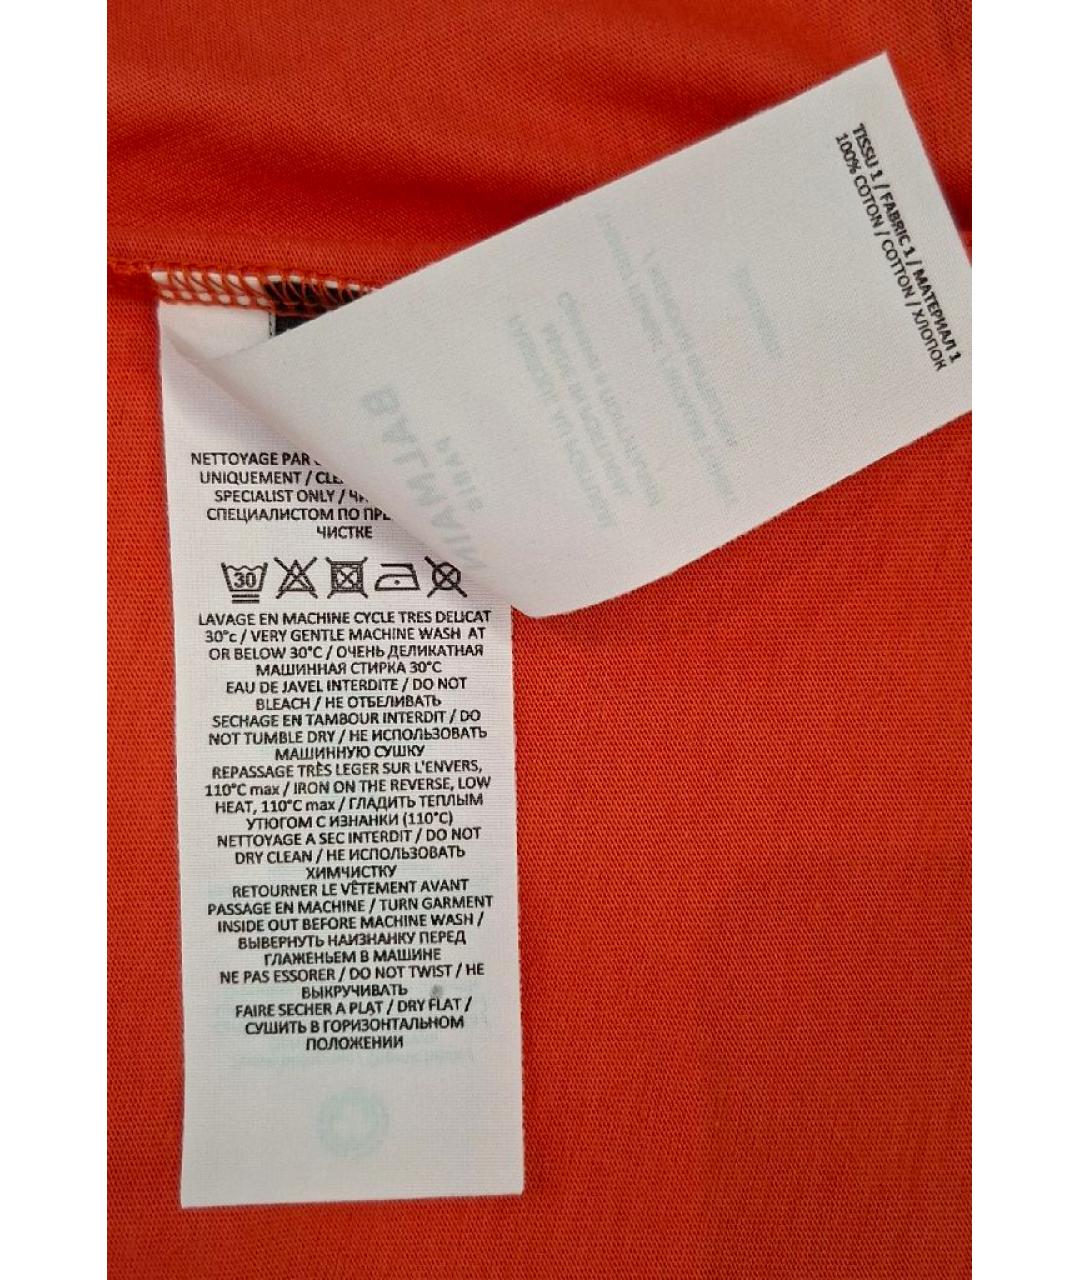 TISSU 1 / FABRIC 1 / МАТЕРИАЛ 1
100% COTON / COTTON / ХЛОПОК
BALMAIN
PARIS
NETTOYAGE PAR
UNIQUEMENT /
SPECIALIST ONLY /
СПЕЦИАЛИСТОМ ПО
ЧИСТКЕ
30
LAVAGE EN MACHINE CYCLE TRES DELICAT
30°c / VERY GENTLE MACHINE WASH AT
OR BELOW 30°C / ОЧЕНЬ ДЕЛИКАТНАЯ
МАШИННАЯ СТИРКА 30°C
EAU DE JAVEL INTERDITE / DO NOT
BLEACH / НЕ ОТБЕЛИВАТЬ
SECHAGE EN TAMBOUR INTERDIT / DO
NOT TUMBLE DRY / НЕ ИСПОЛЬЗОВАТЬ
МАШИННУЮ СУШКУ
REPASSAGE TRÈS LEGER SUR L'ENVERS,
110°C max / IRON ON THE REVERSE, LOW
HEAT, 110°C max / ГЛАДИТЬ ТЕПЛЫМ
УТЮГОМ С ИЗНАНКИ (110°C)
NETTOYAGE A SEC INTERDIT / DO NOT
DRY CLEAN / НЕ ИСПОЛЬЗОВАТЬ
ХИМЧИСТКУ
RETOURNER LE VÊTEMENT AVANT
PASSAGE EN MACHINE / TURN GARMENT
INSIDE OUT BEFORE MACHINE WASH /
ВЫВЕРНУТЬ НАИЗНАНКУ ПЕРЕД
ГЛАЖЕНЬЕМ В МАШИНЕ
NE PAS ESSORER / DO NOT TWIST / НЕ
ВЫКРУЧИВАТЬ
FAIRE SECHER A PLAT / DRY FLAT /
СУШИТЬ В ГОРИЗОНТАЛЬНОМ
ПОЛОЖЕНИИ